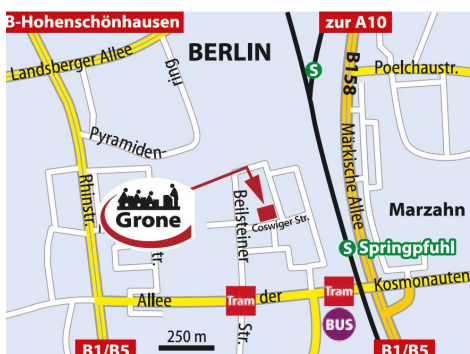 B-Hohenschönhausen
zur A10
BERLIN
Landsberger Allee
ring
B158
Poelchaustr.
Pyramiden-
Märkische Allee
Rhinstr.
Grone
Beilsteiner
Str.
Coswiger Str.
Marzahn
S
S Springpfuhl
tr.
Allee
Tram
der
Tram
Kosmonauten
BUS
250 m
B1/B5
B1/B5